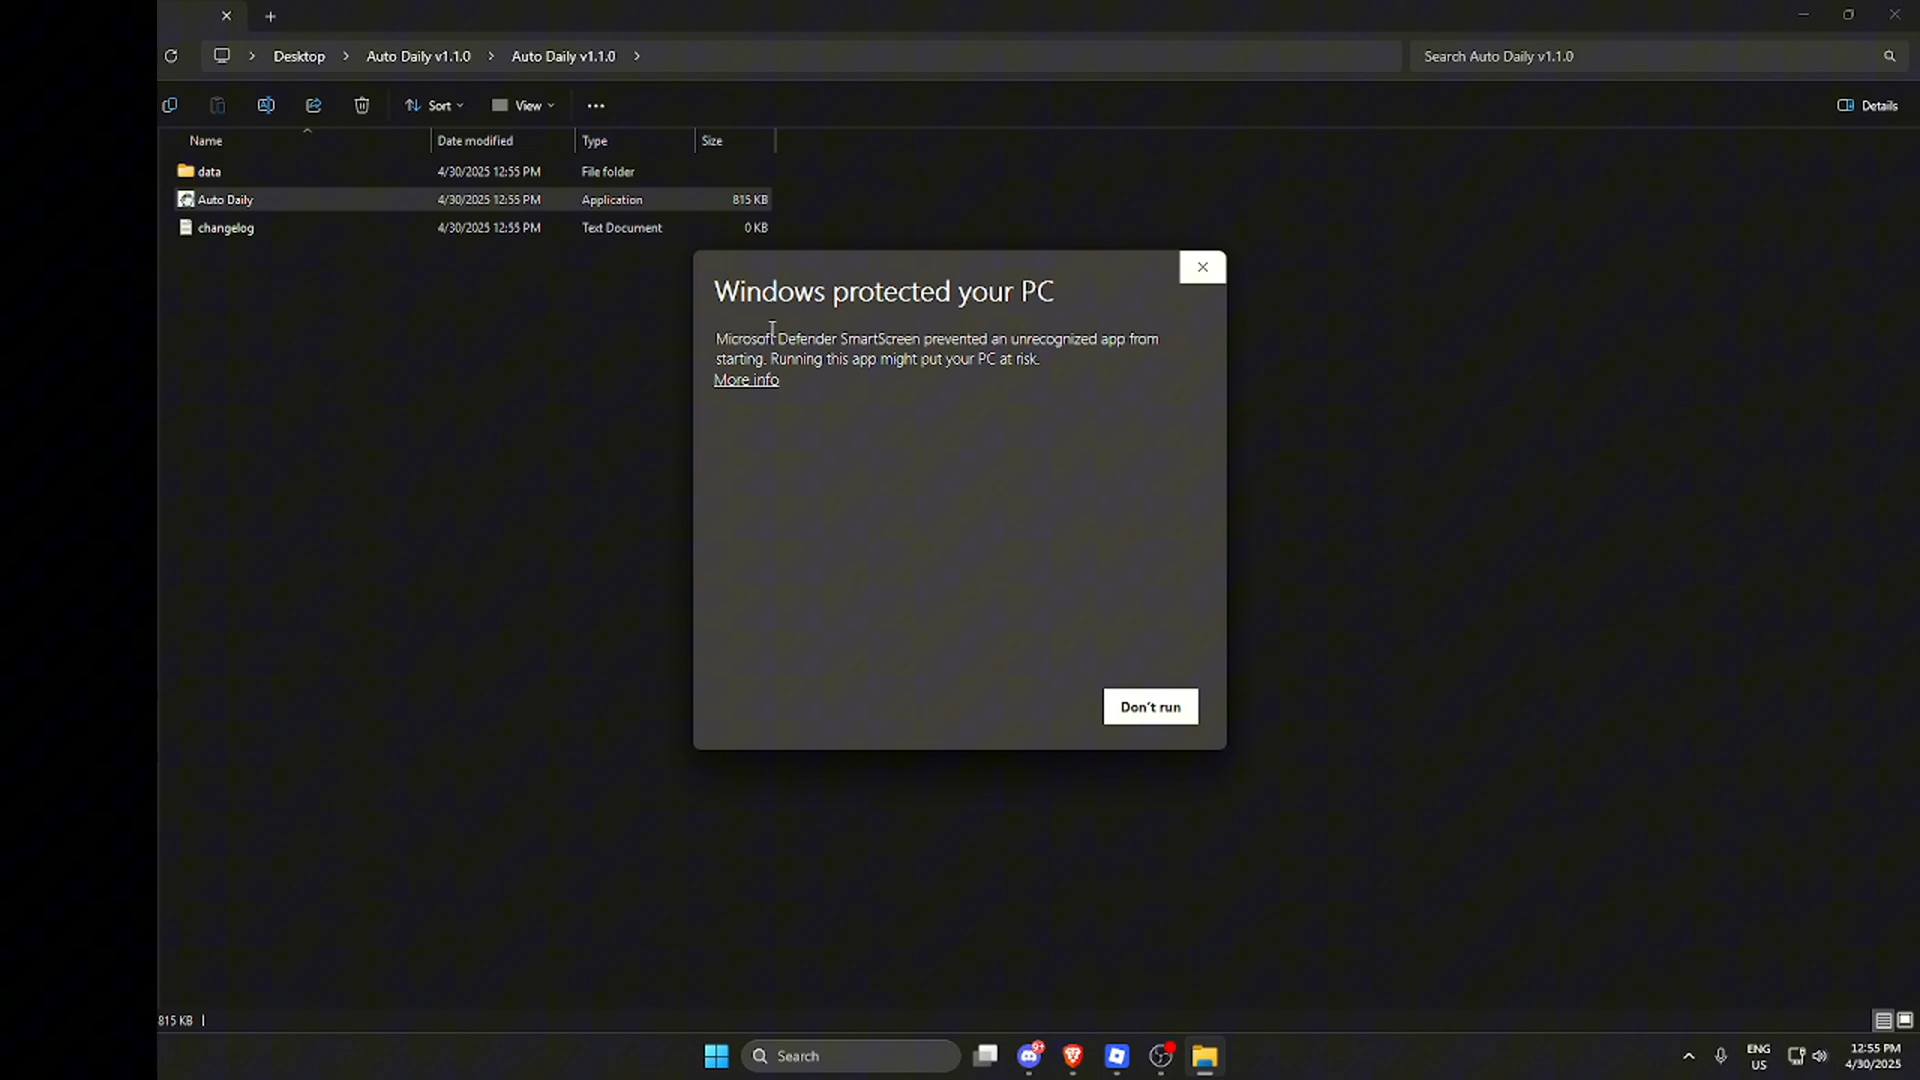 Desktop
Auto Daily v1.1.0
Auto Daily v1.1.0
Search Auto Daily v1.1.0
Sort
View
Details
Name
Date modified
Type
Size
data
4/30/2025 12:55 PM
File folder
Auto Daily
4/30/2025 12:55 PM
Application
815 KB
changelog
4/30/2025 12:55 PM
Text Document
0 KB
Windows protected your PC
Microsoft Defender SmartScreen prevented an unrecognized app from
starting. Running this app might put your PC at risk.
More info
Don't run
815 KB
Search
9+
ENG
US
12:55 PM
4/30/2025